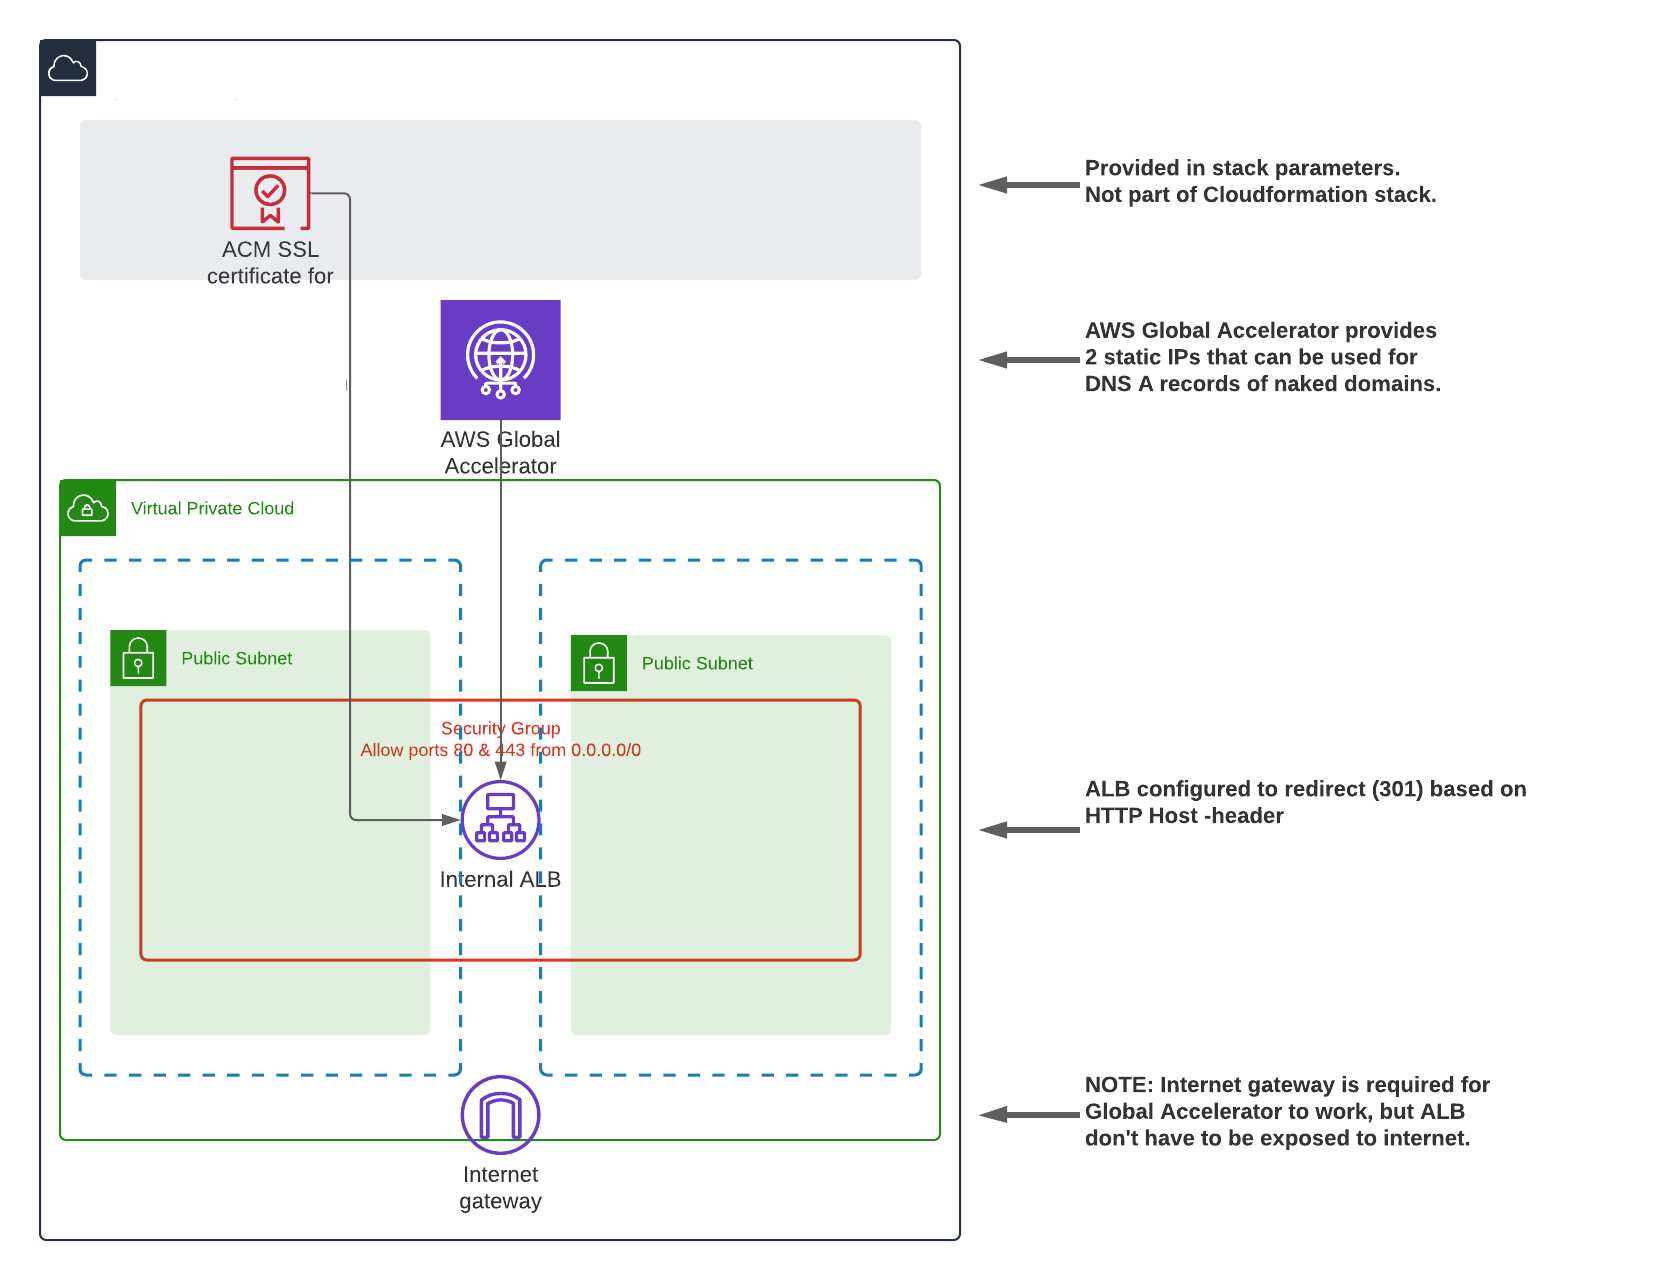 Provided in stack parameters.
Not part of Cloudformation stack.
ACM SSL
certificate for
AWS Global Accelerator provides
2 static IPs that can be used for
DNS A records of naked domains.
AWS Global
Accelerator
Virtual Private Cloud
Public Subnet
Public Subnet
Security Group
Allow ports 80 & 443 from 0.0.0.0/0
ALB configured to redirect (301) based on
HTTP Host -header
Internal ALB
NOTE: Internet gateway is required for
Global Accelerator to work, but ALB
don't have to be exposed to internet.
Internet
gateway